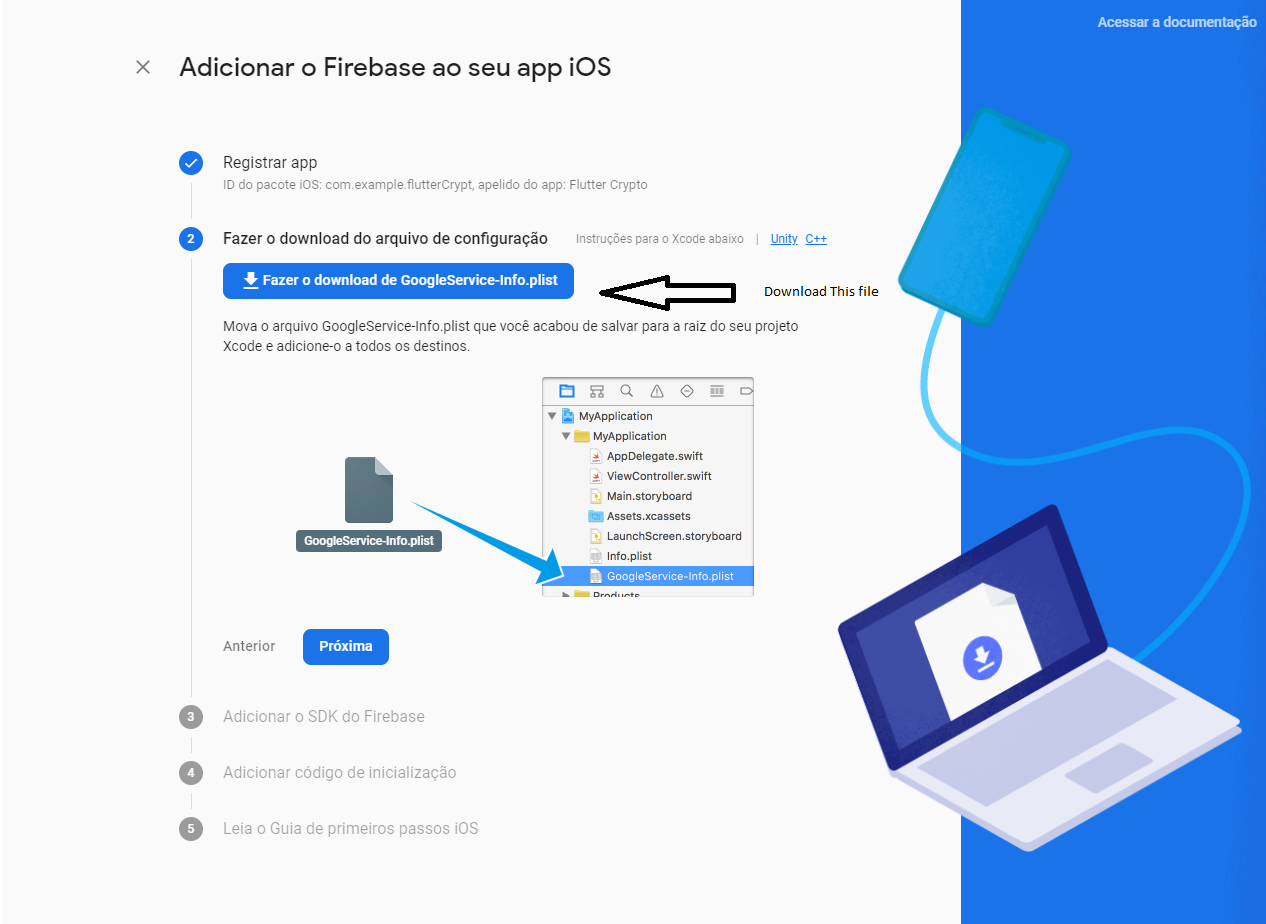 Acessar a documentação
Adicionar o Firebase ao seu app iOS
Registrar app
ID do pacote iOS: com.example.flutterCrypt, apelido do app: Flutter Crypto
2 Fazer o download do arquivo de configuração Instruções para o Xcode abaixo | Unity C++
Fazer o download de GoogleService-Info.plist
Download This file
Mova o arquivo GoogleService-Info.plist que você acabou de salvar para a raiz do seu projeto
Xcode e adicione-o a todos os destinos.
MyApplication
MyApplication
AppDelegate.swift
ViewController.swift
Main.storyboard
Assets.xcassets
LaunchScreen.storyboard
Info.plist
GoogleService-Info.plist
Products
GoogleService-Info.plist
Anterior Próxima
3 Adicionar o SDK do Firebase
4 Adicionar código de inicialização
5 Leia o Guia de primeiros passos iOS